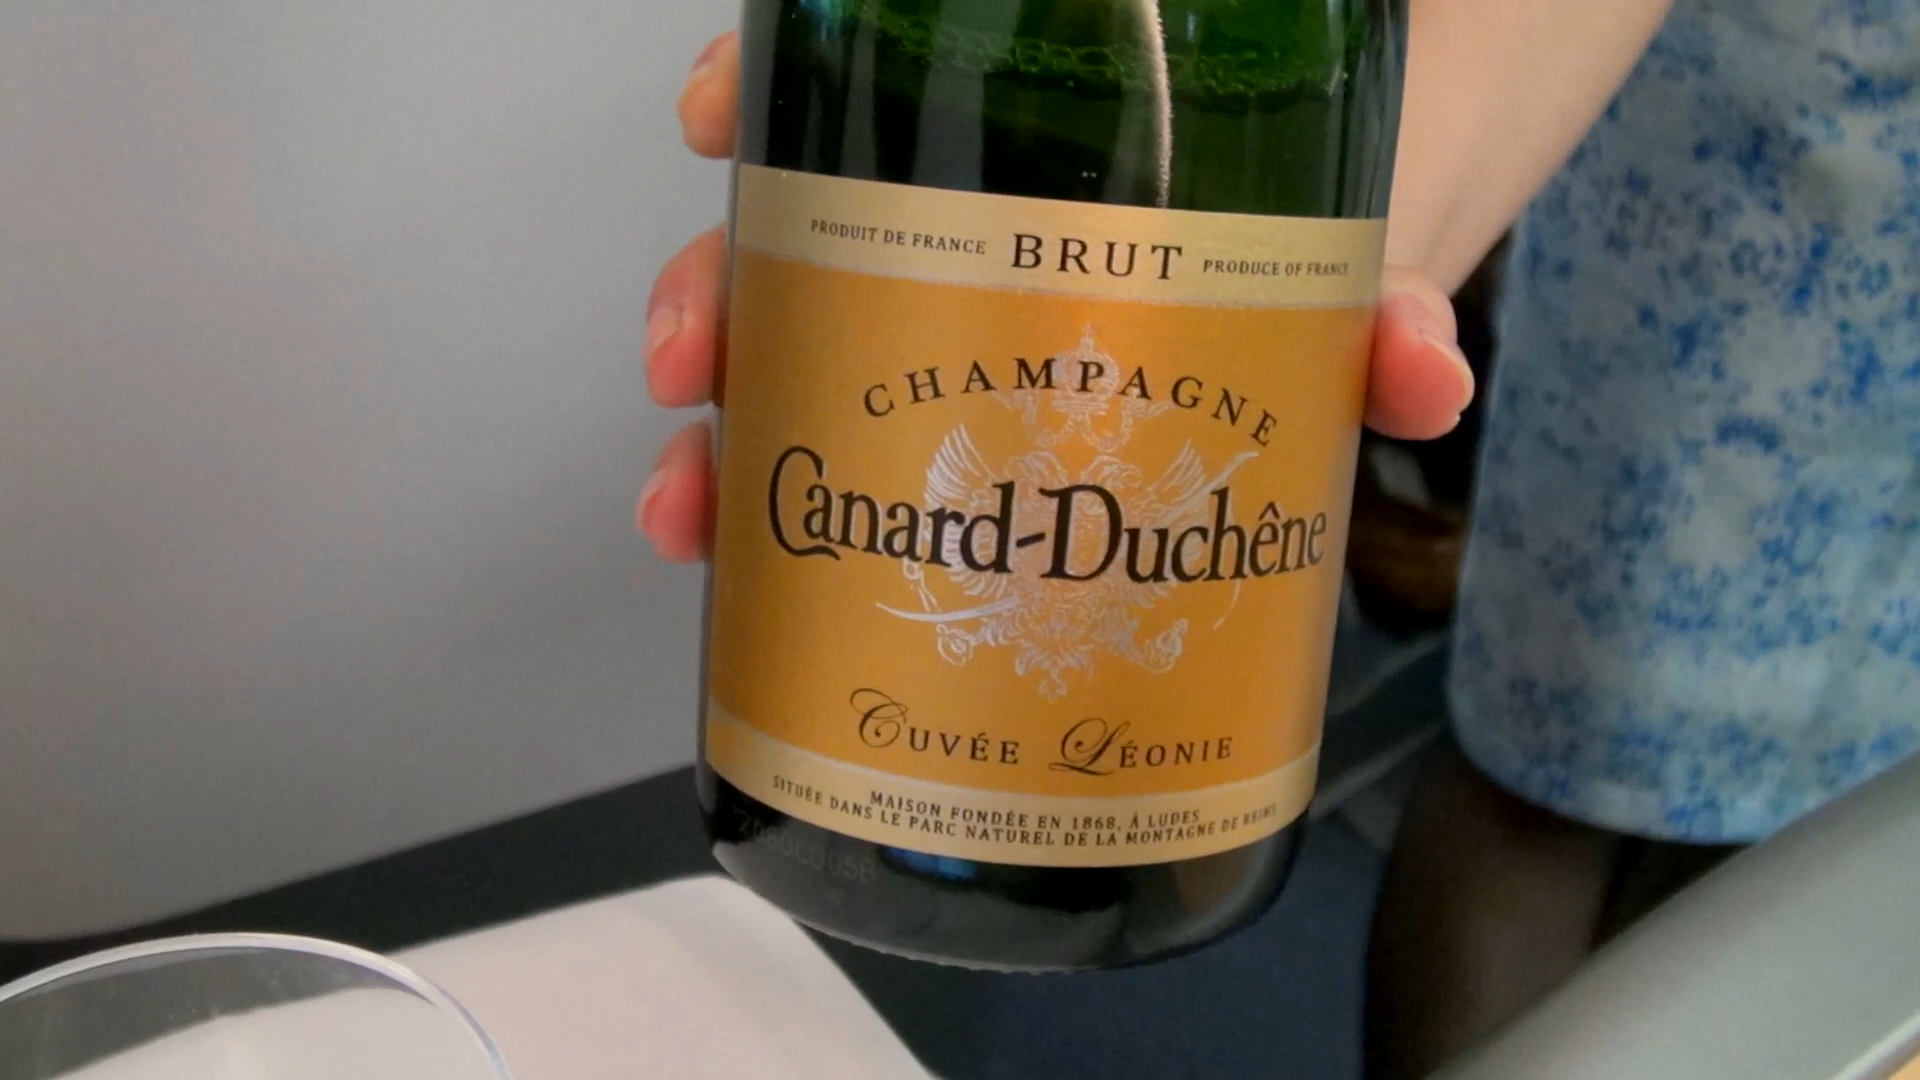 PRODUIT DE FRANCE BRUT PRODUCE OF FRANCE
CHAMPAGNE
Canard-Duchêne
CUVÉE LÉONIE
MAISON FONDÉE EN 1868, À LUDES
SITUÉE DANS LE PARC NATUREL DE LA MONTAGNE DE REIMS